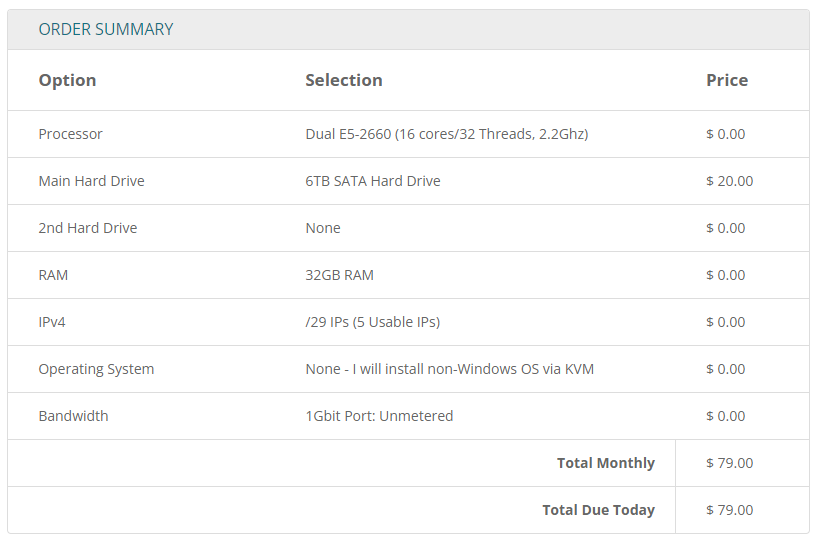 ORDER SUMMARY
Option Selection Price
Processor Dual E5-2660 (16 cores/32 Threads, 2.2Ghz) $ 0.00
Main Hard Drive 6TB SATA Hard Drive $ 20.00
2nd Hard Drive None $ 0.00
RAM 32GB RAM $ 0.00
IPv4 /29 IPs (5 Usable IPs) $ 0.00
Operating System None - I will install non-Windows OS via KVM $ 0.00
Bandwidth 1Gbit Port: Unmetered $ 0.00
Total Monthly $ 79.00
Total Due Today $ 79.00